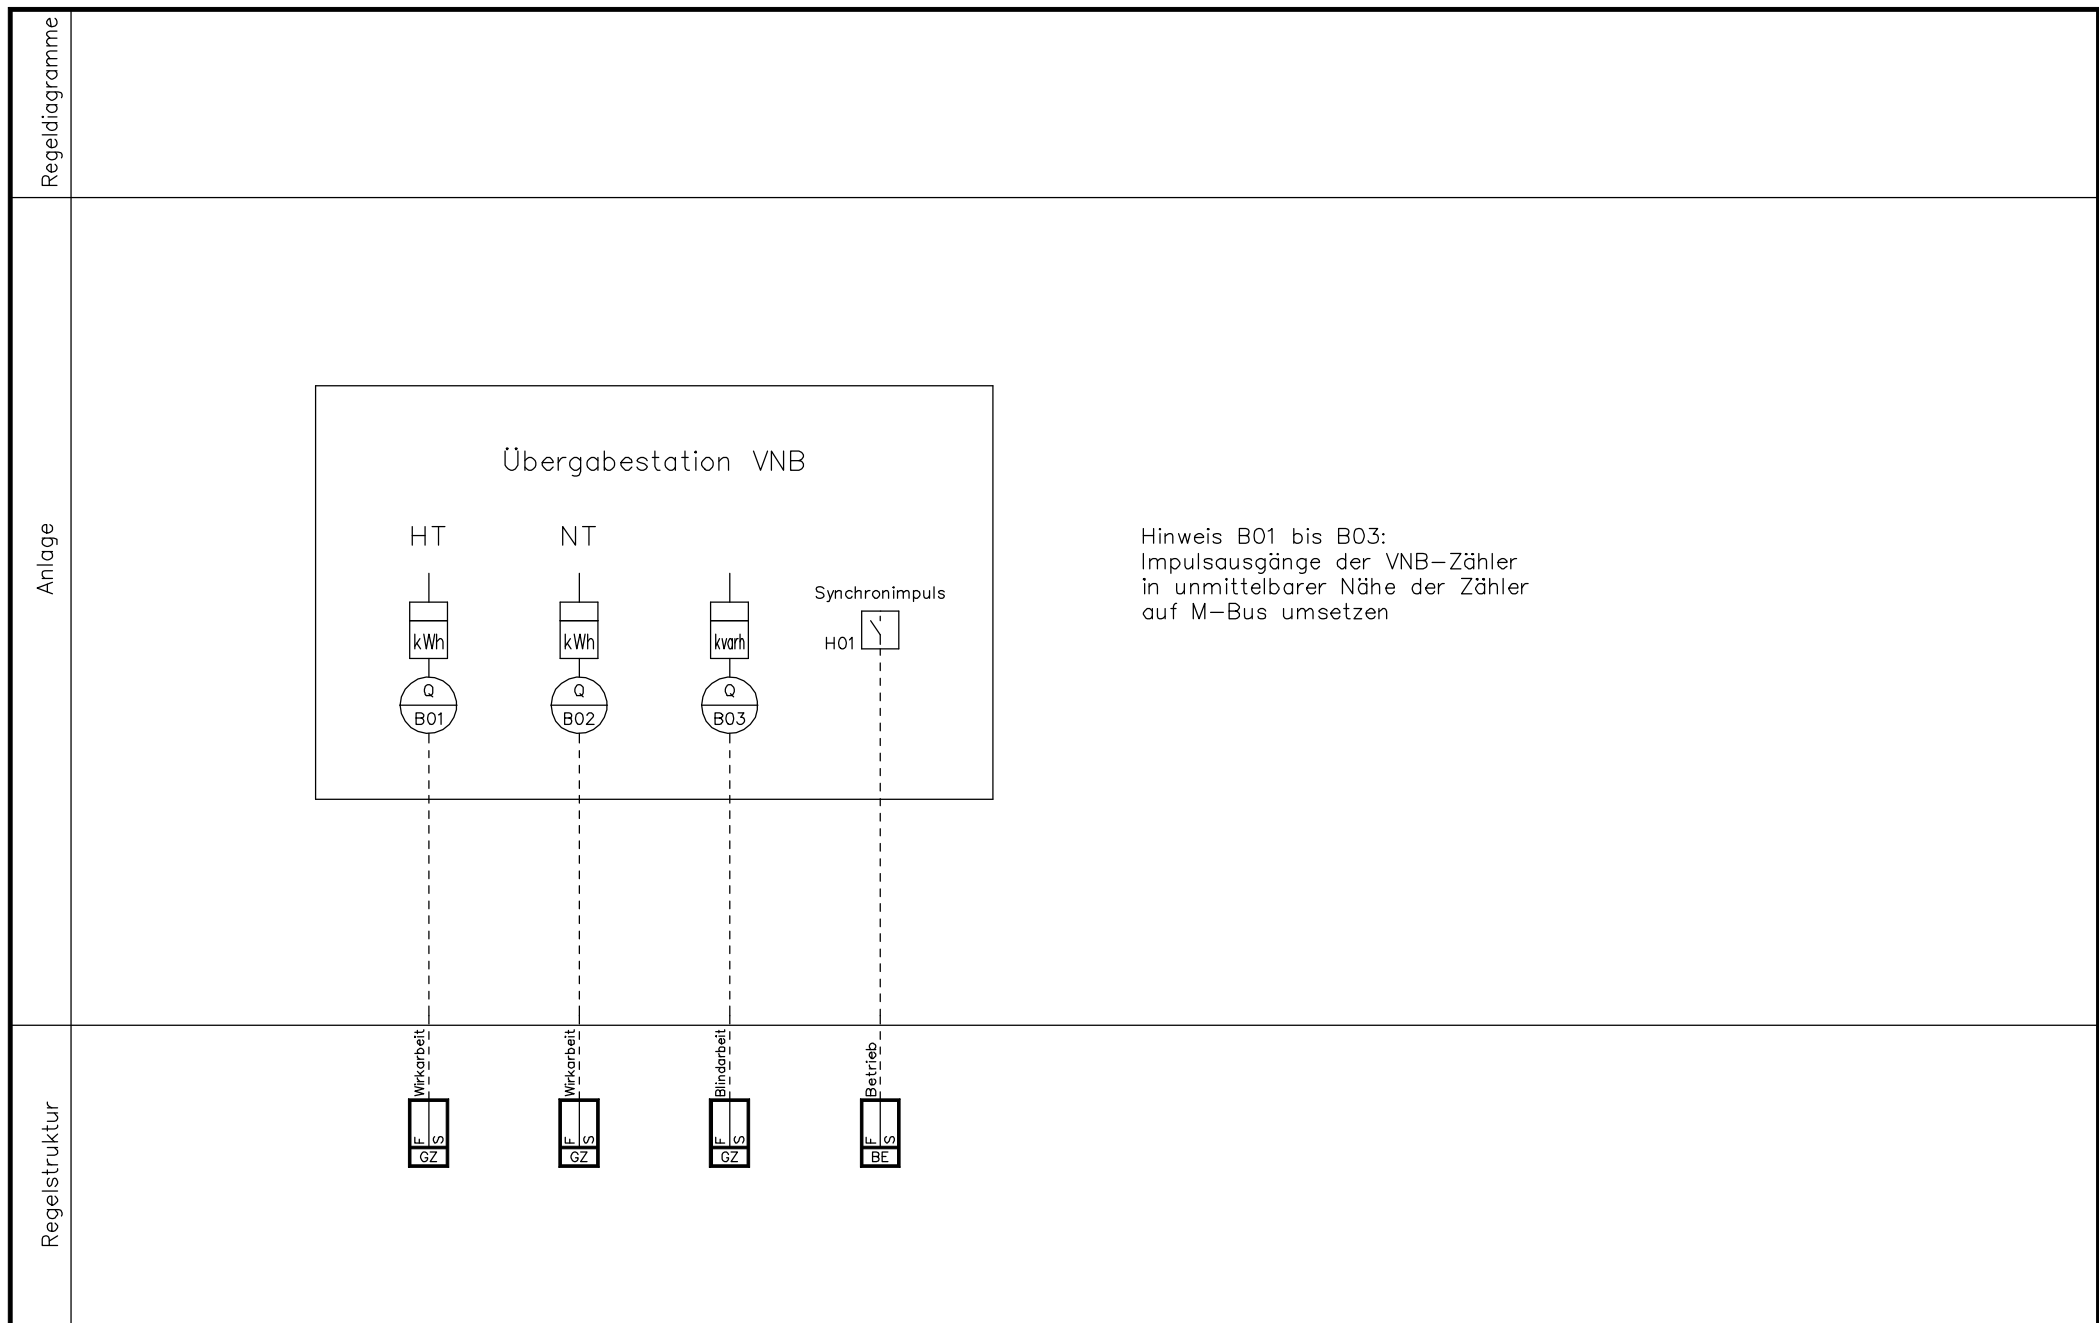 Regeldiagramme
Anlage
Übergabestation VNB
HT
NT
kWh
kWh
kvarh
Synchronimpuls
H01
Q
B01
Q
B02
Q
B03
Hinweis B01 bis B03:
Impulsausgänge der VNB-Zähler
in unmittelbarer Nähe der Zähler
auf M-Bus umsetzen
Regelstruktur
Wirkarbeit
F S
GZ
Wirkarbeit
F S
GZ
Blindarbeit
F S
GZ
Betrieb
F S
BE